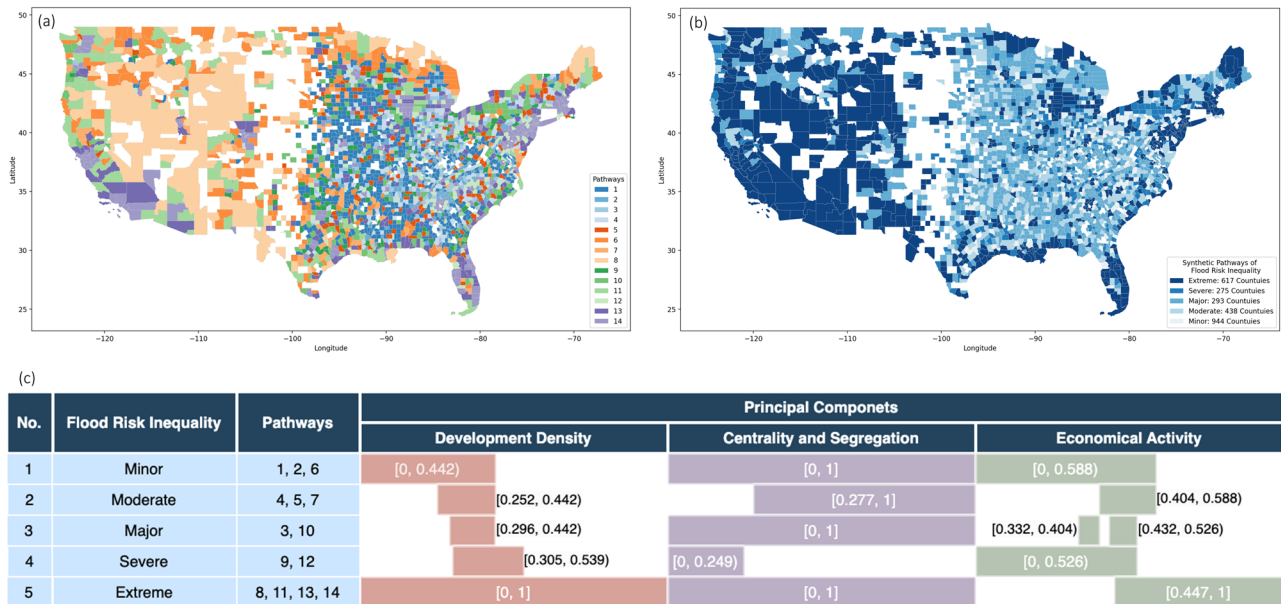 (a)
50
45
40
35
30
25
Latitude
−120
−110
−100
−90
−80
−70
Longitude
Pathways
1
2
3
4
5
6
7
8
9
10
11
12
13
14
(b)
50
45
40
35
30
25
Latitude
−120
−110
−100
−90
−80
−70
Longitude
Synthetic Pathways of
Flood Risk Inequality
Extreme: 617 Countuies
Severe: 275 Countuies
Major: 293 Countuies
Moderate: 438 Countuies
Minor: 944 Countuies
(c)
No. Flood Risk Inequality Pathways Principal Componets
Development Density Centrality and Segregation Economical Activity
1 Minor 1, 2, 6 [0, 0.442) [0, 1] [0, 0.588)
2 Moderate 4, 5, 7 [0.252, 0.442) [0.277, 1] [0.404, 0.588)
3 Major 3, 10 [0.296, 0.442) [0, 1] [0.332, 0.404) [0.432, 0.526)
4 Severe 9, 12 [0.305, 0.539) [0, 0.249) [0, 0.526)
5 Extreme 8, 11, 13, 14 [0, 1] [0, 1] [0.447, 1]